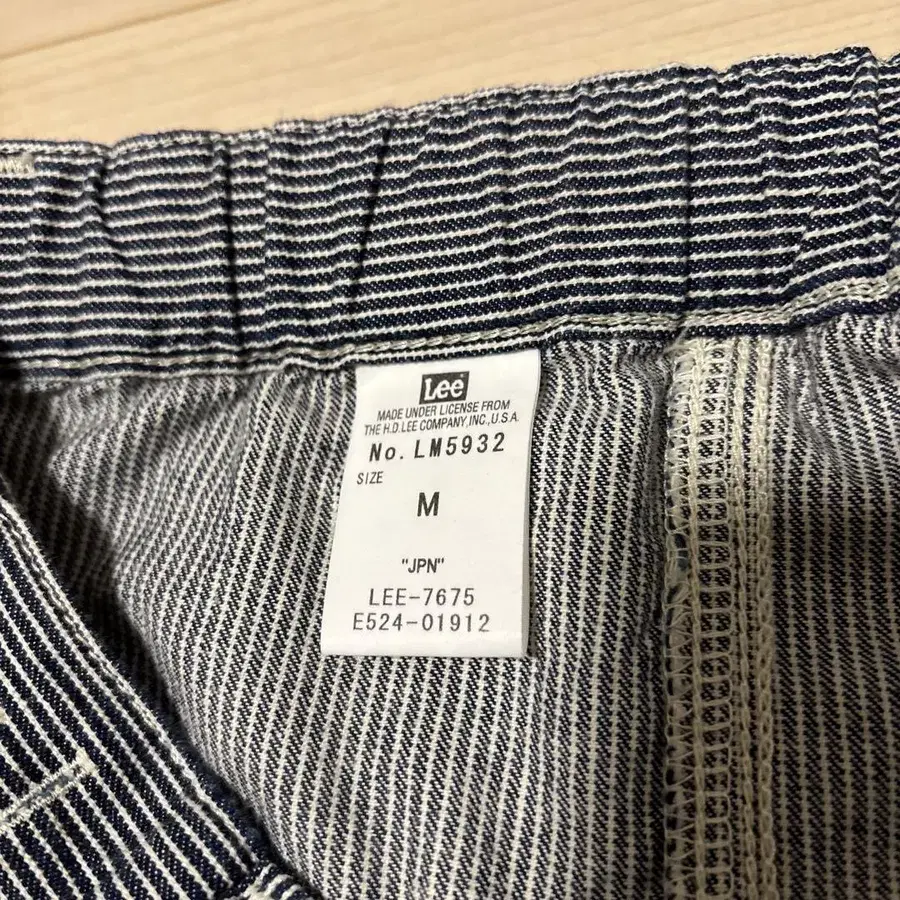 Lee
MADE UNDER LICENSE FROM
THE H.D.LEE COMPANY,INC.,U.S.A.
No. LM5932
SIZE
M
"JPN"
LEE-7675
E524-01912